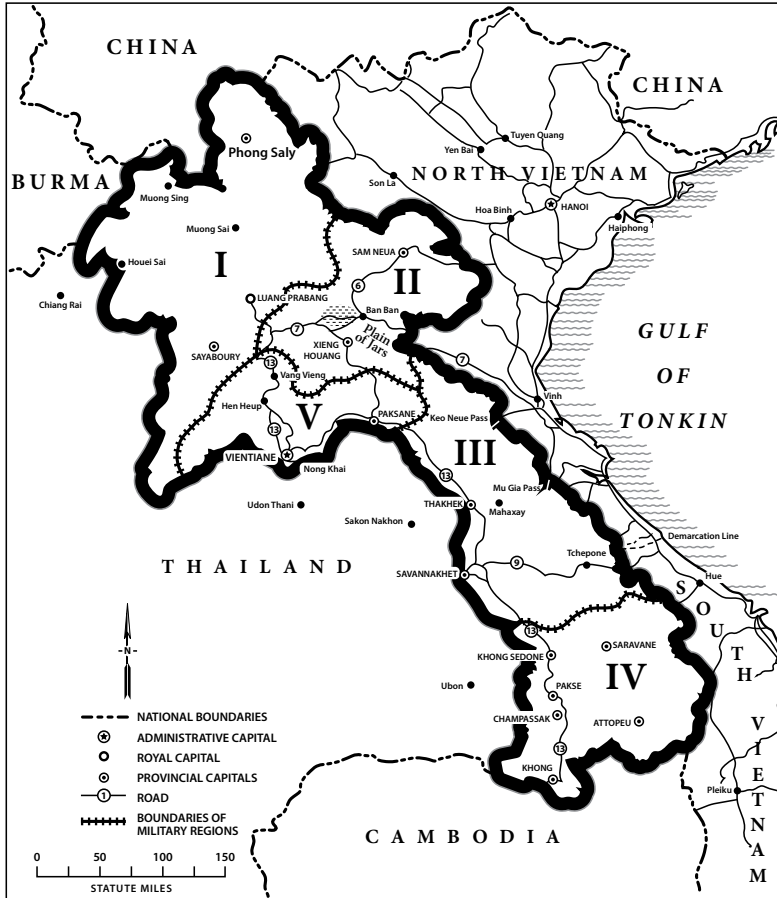 CHINA
CHINA
Phong Saly
Tuyen Quang
Yen Bai
NORTH VIETNAM
BURMA
Son La
Muong Sing
HANOI
Hoa Binh
Haiphong
Muong Sai
SAM NEUA
I
II
Houei Sai
6
Chiang Rai
LUANG PRABANG
Ban Ban
GULF
OF
TONKIN
7
Plain
of Jars
XIENG
HOUANG
SAYABOURY
7
13
Vang Vieng
Vinh
Hen Heup
V
PAKSANE
Keo Neue Pass
13
III
VIENTIANE
Nong Khai
13
Mu Gia Pass
Udon Thani
THAKHEK
Mahaxay
Sakon Nakhon
Demarcation Line
THAILAND
Tchepone
9
SAVANNAKHET
Hue
SOUTH VIETNAM
13
N
SARAVANE
KHONG SEDONE
IV
Ubon
PAKSE
CHAMPASSAK
ATTOPEU
13
KHONG
Pleiku
CAMBODIA
NATIONAL BOUNDARIES
ADMINISTRATIVE CAPITAL
ROYAL CAPITAL
PROVINCIAL CAPITALS
1 ROAD
BOUNDARIES OF
MILITARY REGIONS
0 50 100 150
STATUTE MILES